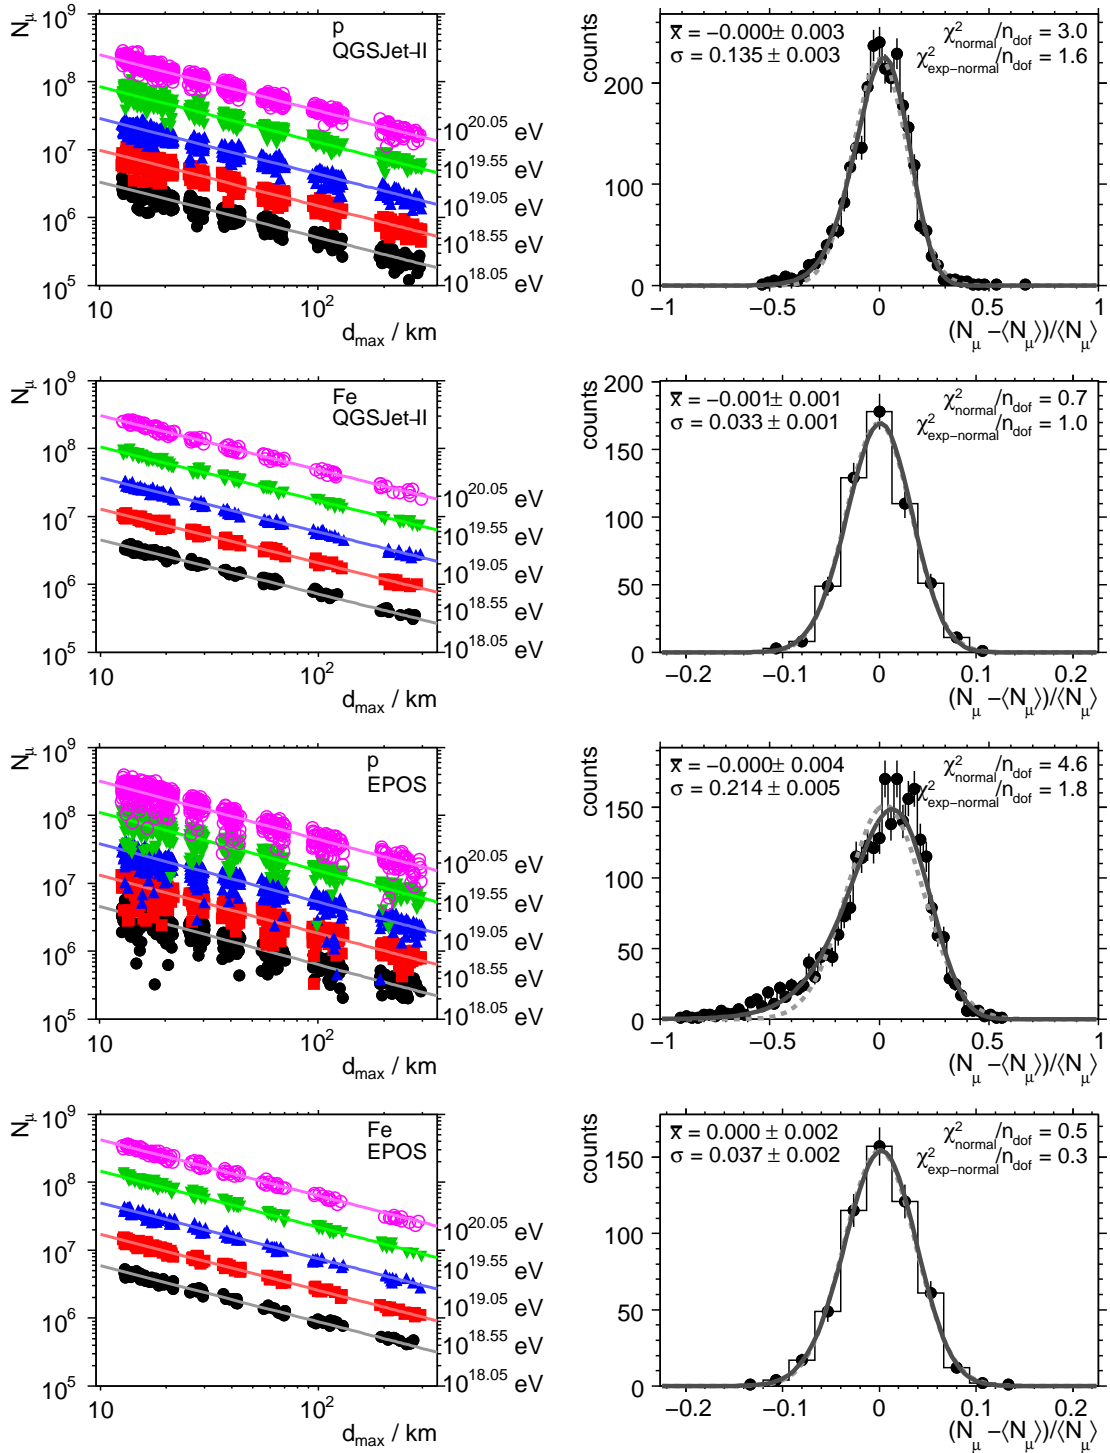 N_μ
10^9
10^8
10^7
10^6
10^5
p
QGSJet-II
10^20.05 eV
10^19.55 eV
10^19.05 eV
10^18.55 eV
10^18.05 eV
10
10^2
d_max / km
counts
200
100
0
x̄ = −0.000± 0.003
σ = 0.135 ± 0.003
χ²_normal/n_dof = 3.0
χ²_exp−normal/n_dof = 1.6
−1 −0.5 0 0.5 1
(N_μ −⟨N_μ⟩)/⟨N_μ⟩
N_μ
10^9
10^8
10^7
10^6
10^5
Fe
QGSJet-II
10^20.05 eV
10^19.55 eV
10^19.05 eV
10^18.55 eV
10^18.05 eV
10
10^2
d_max / km
counts
200
150
100
50
0
x̄ = −0.001± 0.001
σ = 0.033 ± 0.001
χ²_normal/n_dof = 0.7
χ²_exp−normal/n_dof = 1.0
−0.2 −0.1 0 0.1 0.2
(N_μ −⟨N_μ⟩)/⟨N_μ⟩
N_μ
10^9
10^8
10^7
10^6
10^5
p
EPOS
10^20.05 eV
10^19.55 eV
10^19.05 eV
10^18.55 eV
10^18.05 eV
10
10^2
d_max / km
counts
150
100
50
0
x̄ = −0.000± 0.004
σ = 0.214 ± 0.005
χ²_normal/n_dof = 4.6
χ²_exp−normal/n_dof = 1.8
−1 −0.5 0 0.5 1
(N_μ −⟨N_μ⟩)/⟨N_μ⟩
N_μ
10^9
10^8
10^7
10^6
10^5
Fe
EPOS
10^20.05 eV
10^19.55 eV
10^19.05 eV
10^18.55 eV
10^18.05 eV
10
10^2
d_max / km
counts
150
100
50
0
x̄ = 0.000 ± 0.002
σ = 0.037 ± 0.002
χ²_normal/n_dof = 0.5
χ²_exp−normal/n_dof = 0.3
−0.2 −0.1 0 0.1 0.2
(N_μ −⟨N_μ⟩)/⟨N_μ⟩